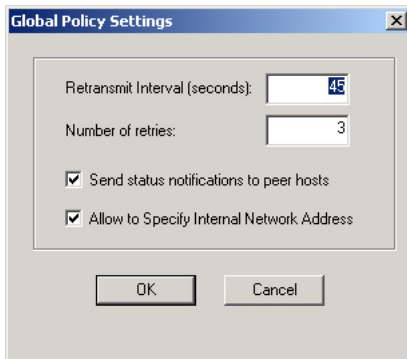 Global Policy Settings
Retransmit Interval (seconds): 45
Number of retries: 3
Send status notifications to peer hosts
Allow to Specify Internal Network Address
OK Cancel